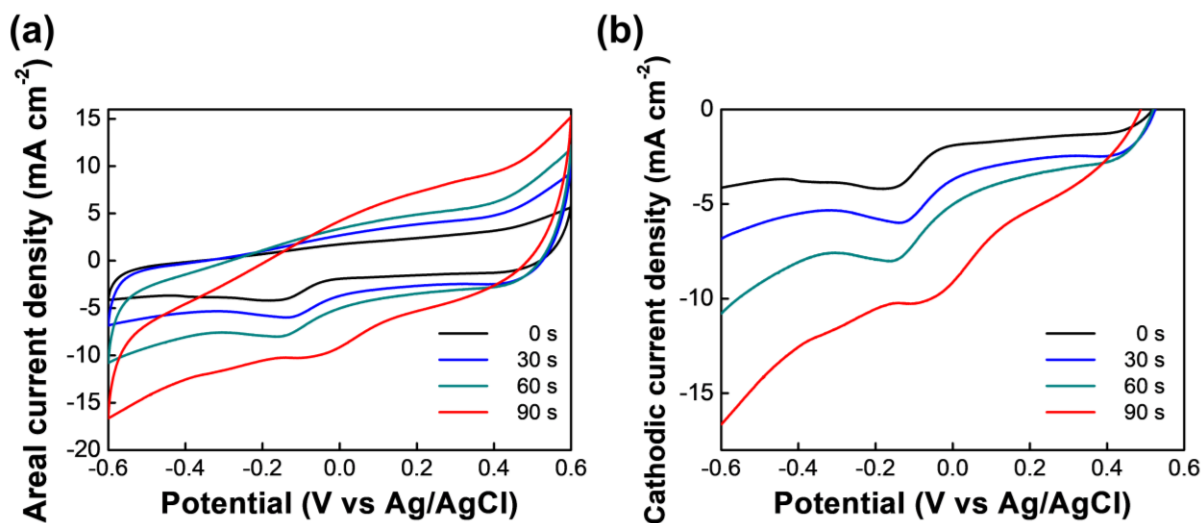 (a)
Areal current density (mA cm⁻²)
15
10
5
0
-5
-10
-15
-20
-0.6 -0.4 -0.2 0.0 0.2 0.4 0.6
Potential (V vs Ag/AgCl)
0 s
30 s
60 s
90 s
(b)
Cathodic current density (mA cm⁻²)
0
-5
-10
-15
-0.6 -0.4 -0.2 0.0 0.2 0.4 0.6
Potential (V vs Ag/AgCl)
0 s
30 s
60 s
90 s